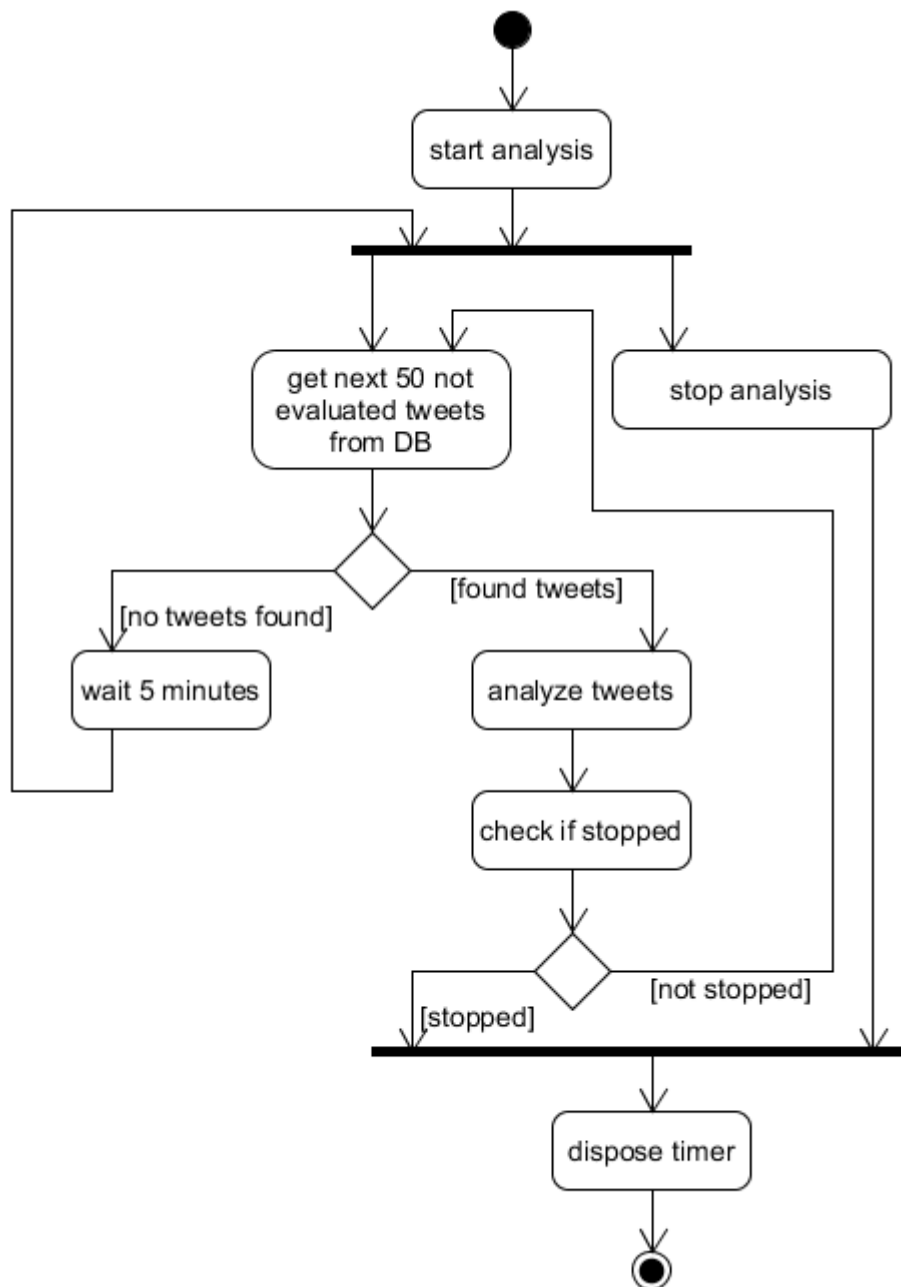 start analysis
get next 50 not
evaluated tweets
from DB
stop analysis
[no tweets found]
[found tweets]
wait 5 minutes
analyze tweets
check if stopped
[stopped]
[not stopped]
dispose timer